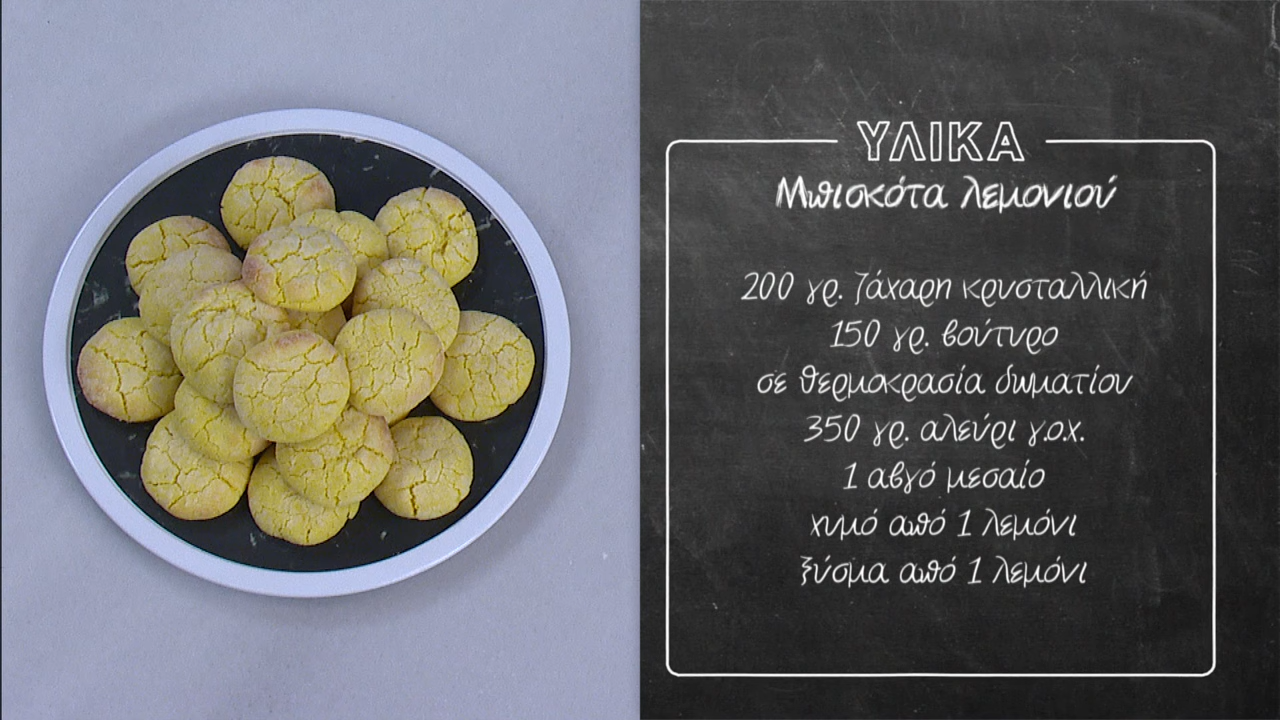 ΥΛΙΚΑ
Μπισκότα λεμονιού
200 γρ. ζάχαρη κρυσταλλική
150 γρ. βούτυρο
σε θερμοκρασία δωματίου
350 γρ. αλεύρι γ.ο.χ.
1 αβγό μεσαίο
χυμό από 1 λεμόνι
ξύσμα από 1 λεμόνι